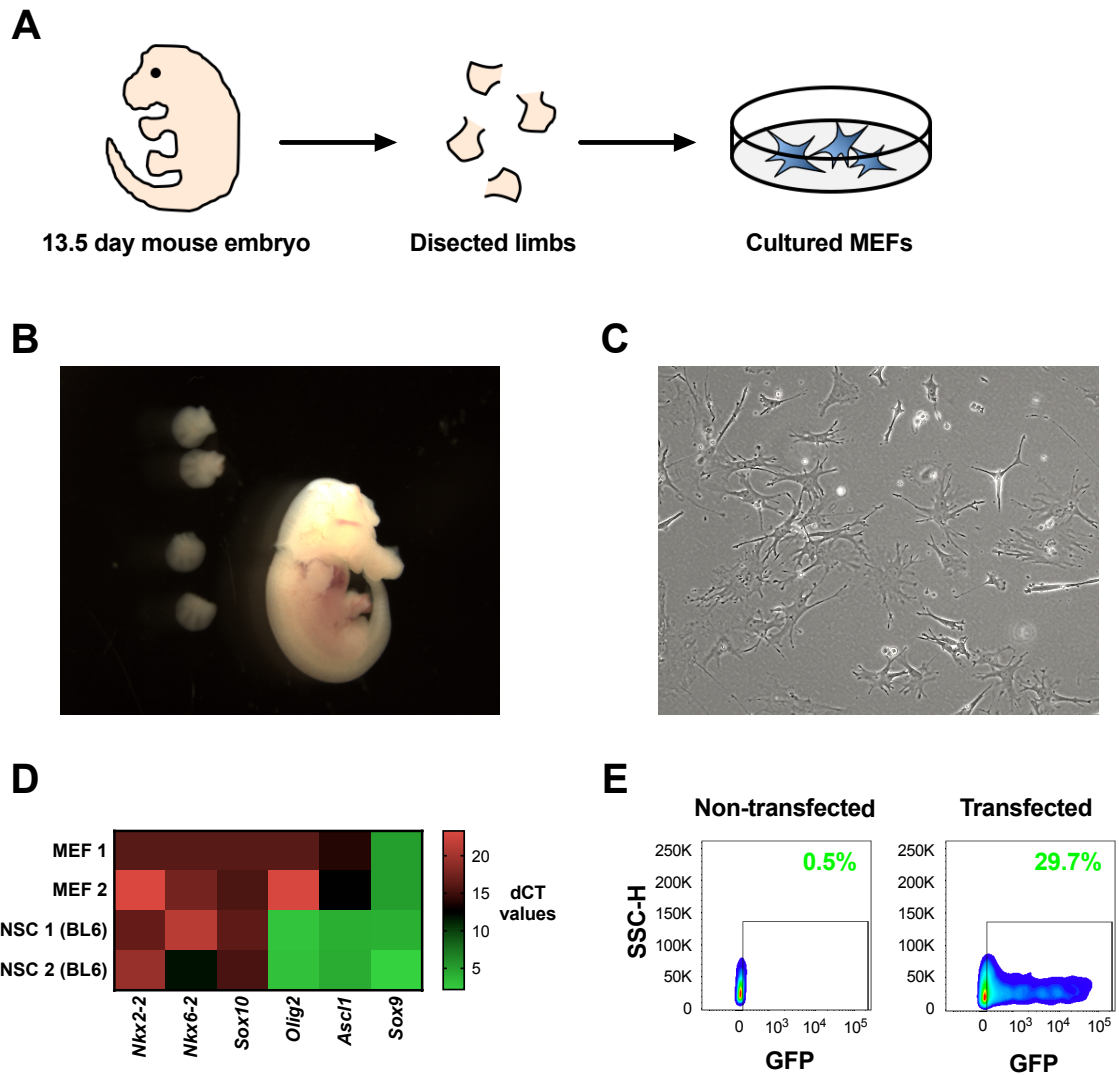 A
13.5 day mouse embryo
Disected limbs
Cultured MEFs
B
C
D
MEF 1
MEF 2
NSC 1 (BL6)
NSC 2 (BL6)
Nkx2-2
Nkx6-2
Sox10
Olig2
Ascl1
Sox9
20
15
10
5
dCT
values
E
Non-transfected
Transfected
0.5%
29.7%
SSC-H
250K
200K
150K
100K
50K
0
0 10³ 10⁴ 10⁵
GFP
250K
200K
150K
100K
50K
0
0 10³ 10⁴ 10⁵
GFP